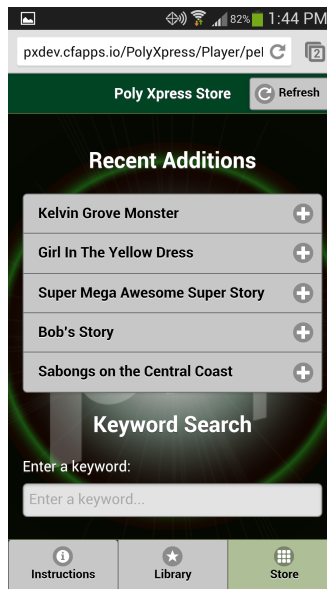 82% 1:44 PM
pxdev.cfapps.io/PolyXpress/Player/pel
2
Poly Xpress Store
Refresh
Recent Additions
Kelvin Grove Monster
Girl In The Yellow Dress
Super Mega Awesome Super Story
Bob's Story
Sabongs on the Central Coast
Keyword Search
Enter a keyword:
Enter a keyword...
Instructions
Library
Store